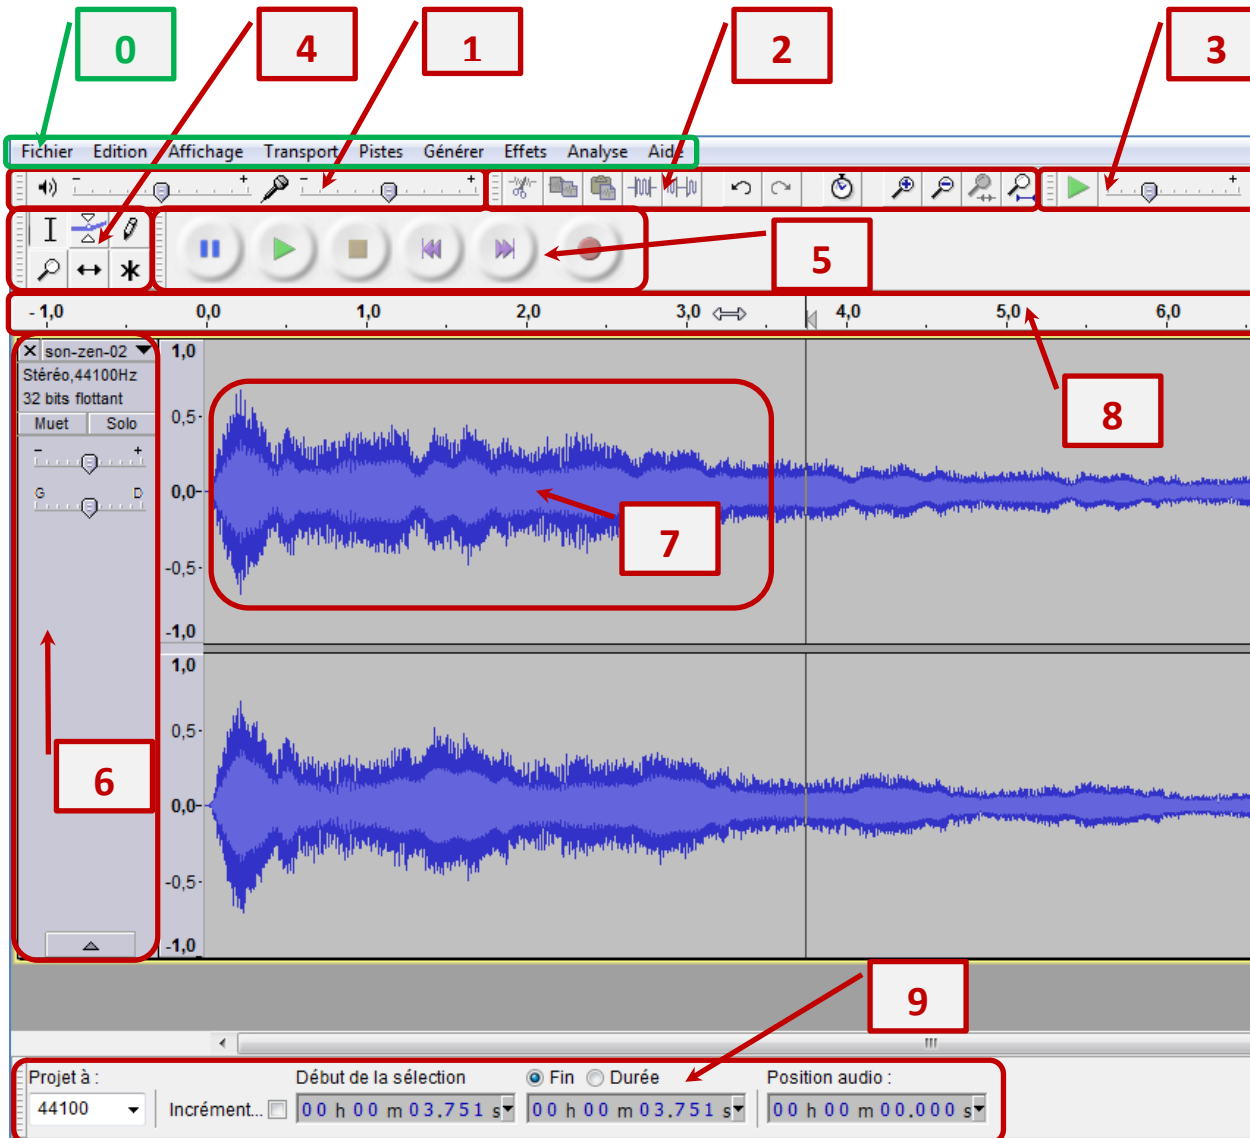 0 4 1 2 3
Fichier Edition Affichage Transport Pistes Générer Effets Analyse Aide
- + - + - +
5
- 1,0 0,0 1,0 2,0 3,0 4,0 5,0 6,0
son-zen-02 1,0
Stéréo,44100Hz
32 bits flottant
Muet Solo 0,5
8
- +
G D 0,0
7
-0,5
-1,0
1,0
0,5
6
0,0
-0,5
-1,0
9
Projet à : Début de la sélection Fin Durée Position audio :
44100 Incrément... 00 h 00 m 03.751 s 00 h 00 m 03.751 s 00 h 00 m 00.000 s